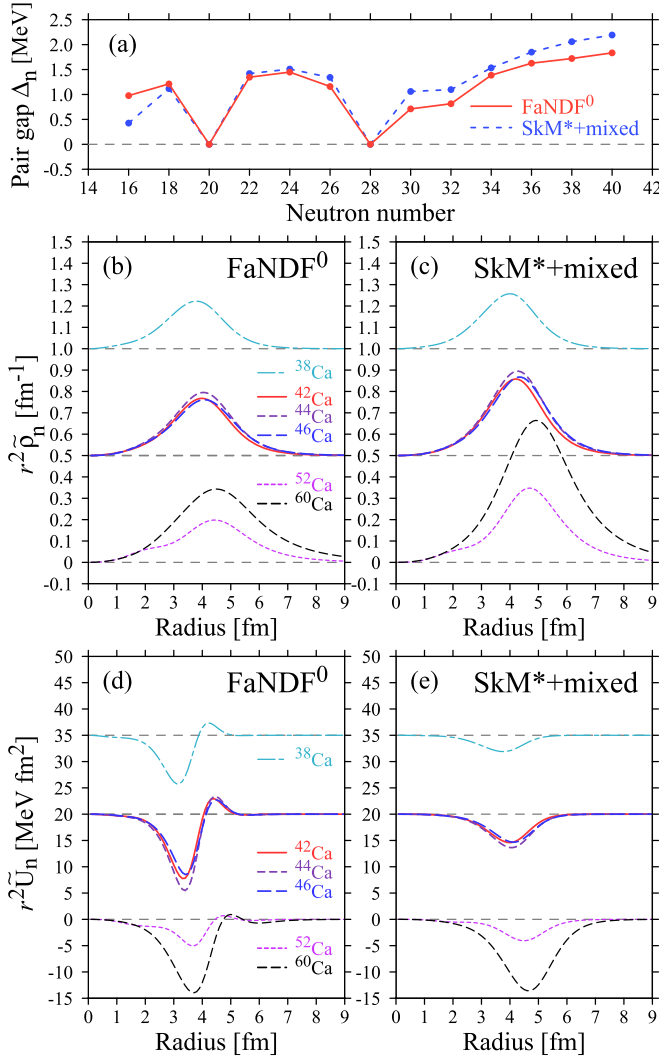 (a)
Pair gap Δn [MeV]
2.5
2.0
1.5
1.0
0.5
0
-0.5
FaNDF⁰
SkM*+mixed
14 16 18 20 22 24 26 28 30 32 34 36 38 40 42
Neutron number
(b) FaNDF⁰
(c) SkM*+mixed
r²ρ̃n [fm⁻¹]
1.5
1.4
1.3
1.2
1.1
1.0
0.9
0.8
0.7
0.6
0.5
0.4
0.3
0.2
0.1
0
-0.1
³⁸Ca
⁴²Ca
⁴⁴Ca
⁴⁶Ca
⁵²Ca
⁶⁰Ca
0 1 2 3 4 5 6 7 8 9
Radius [fm]
0 1 2 3 4 5 6 7 8 9
Radius [fm]
(d) FaNDF⁰
(e) SkM*+mixed
r²Ũn [MeV fm²]
50
45
40
35
30
25
20
15
10
5
0
-5
-10
-15
³⁸Ca
⁴²Ca
⁴⁴Ca
⁴⁶Ca
⁵²Ca
⁶⁰Ca
0 1 2 3 4 5 6 7 8 9
Radius [fm]
0 1 2 3 4 5 6 7 8 9
Radius [fm]